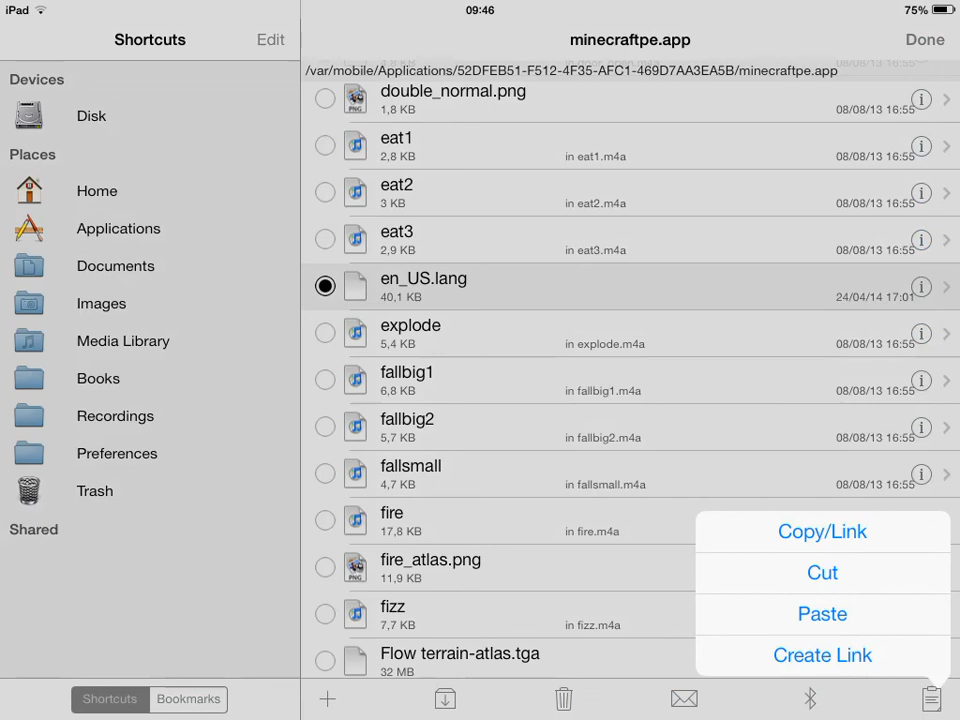 iPad 09:46 75%
Shortcuts Edit minecraftpe.app Done
/var/mobile/Applications/52DFEB51-F512-4F35-AFC1-469D7AA3EA5B/minecraftpe.app
Devices
Disk
Places
Home
Applications
Documents
Images
Media Library
Books
Recordings
Preferences
Trash
Shared
Shortcuts Bookmarks
double_normal.png
1,8 KB 08/08/13 16:55
eat1
2,8 KB in eat1.m4a 08/08/13 16:55
eat2
3 KB in eat2.m4a 08/08/13 16:55
eat3
2,9 KB in eat3.m4a 08/08/13 16:55
en_US.lang
40,1 KB 24/04/14 17:01
explode
5,4 KB in explode.m4a 08/08/13 16:55
fallbig1
6,8 KB in fallbig1.m4a 08/08/13 16:55
fallbig2
5,7 KB in fallbig2.m4a 08/08/13 16:55
fallsmall
4,7 KB in fallsmall.m4a 08/08/13 16:55
fire
17,8 KB in fire.m4a
fire_atlas.png
11,9 KB
fizz
7,7 KB in fizz.m4a
Flow terrain-atlas.tga
32 MB
Copy/Link
Cut
Paste
Create Link